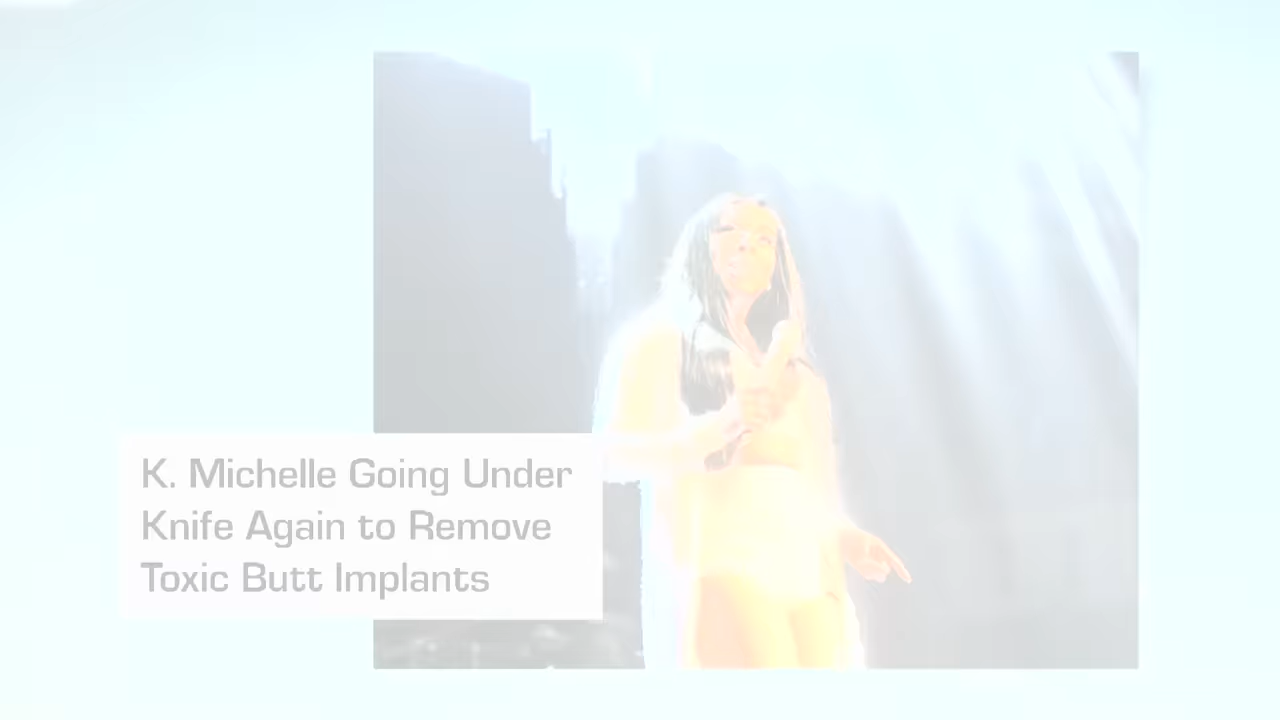 K. Michelle Going Under
Knife Again to Remove
Toxic Butt Implants